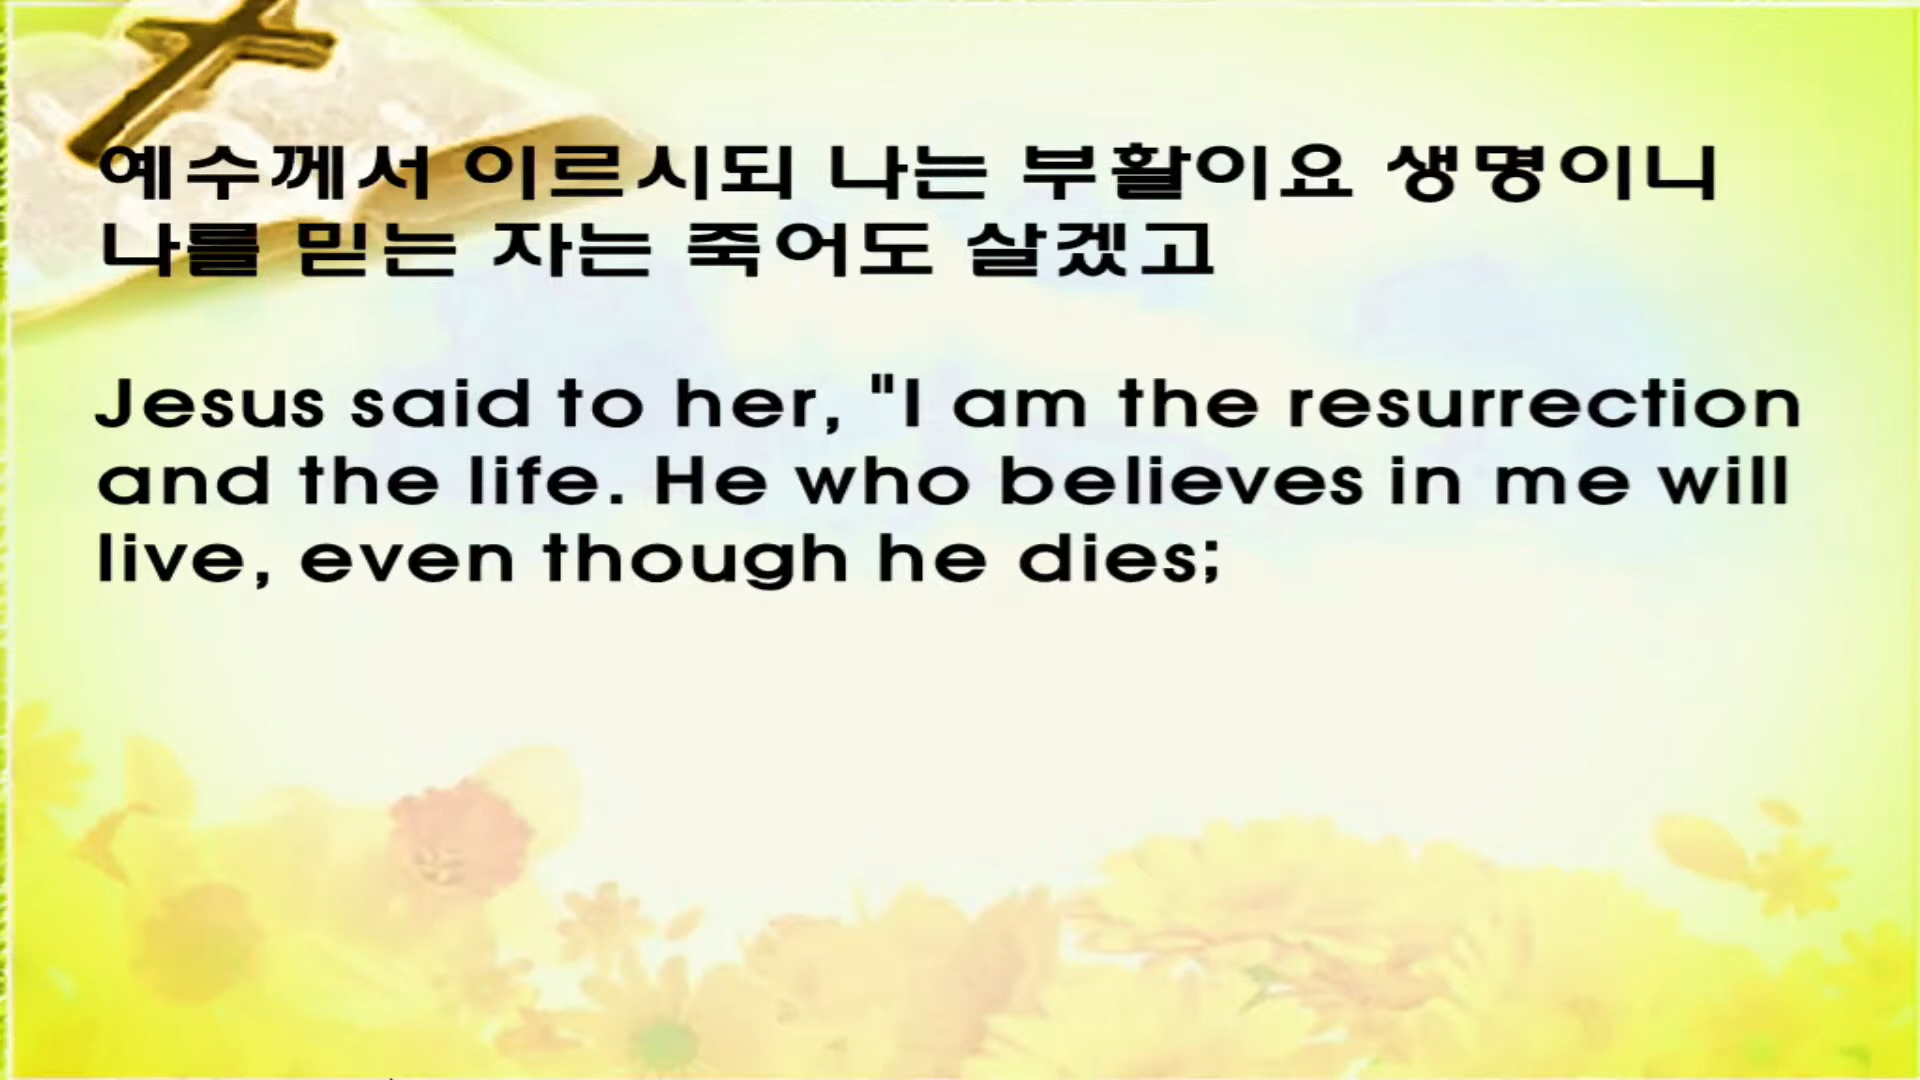 예수께서 이르시되 나는 부활이요 생명이니
나를 믿는 자는 죽어도 살겠고
Jesus said to her, "I am the resurrection
and the life. He who believes in me will
live, even though he dies;